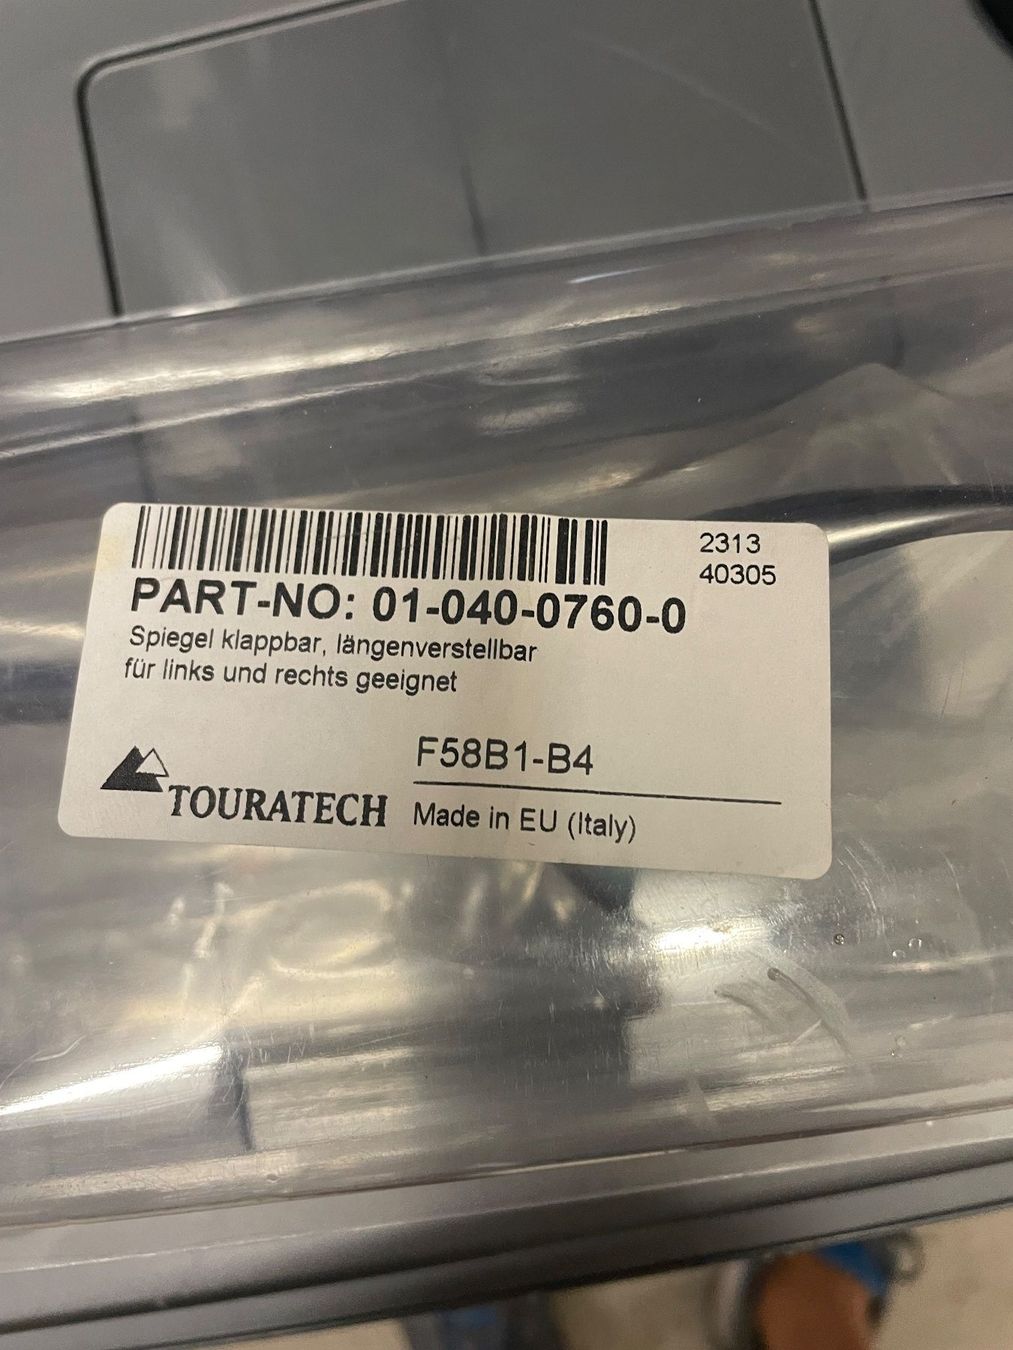 2313
40305
PART-NO: 01-040-0760-0
Spiegel klappbar, längenverstellbar
für links und rechts geeignet
F58B1-B4
TOURATECH
Made in EU (Italy)